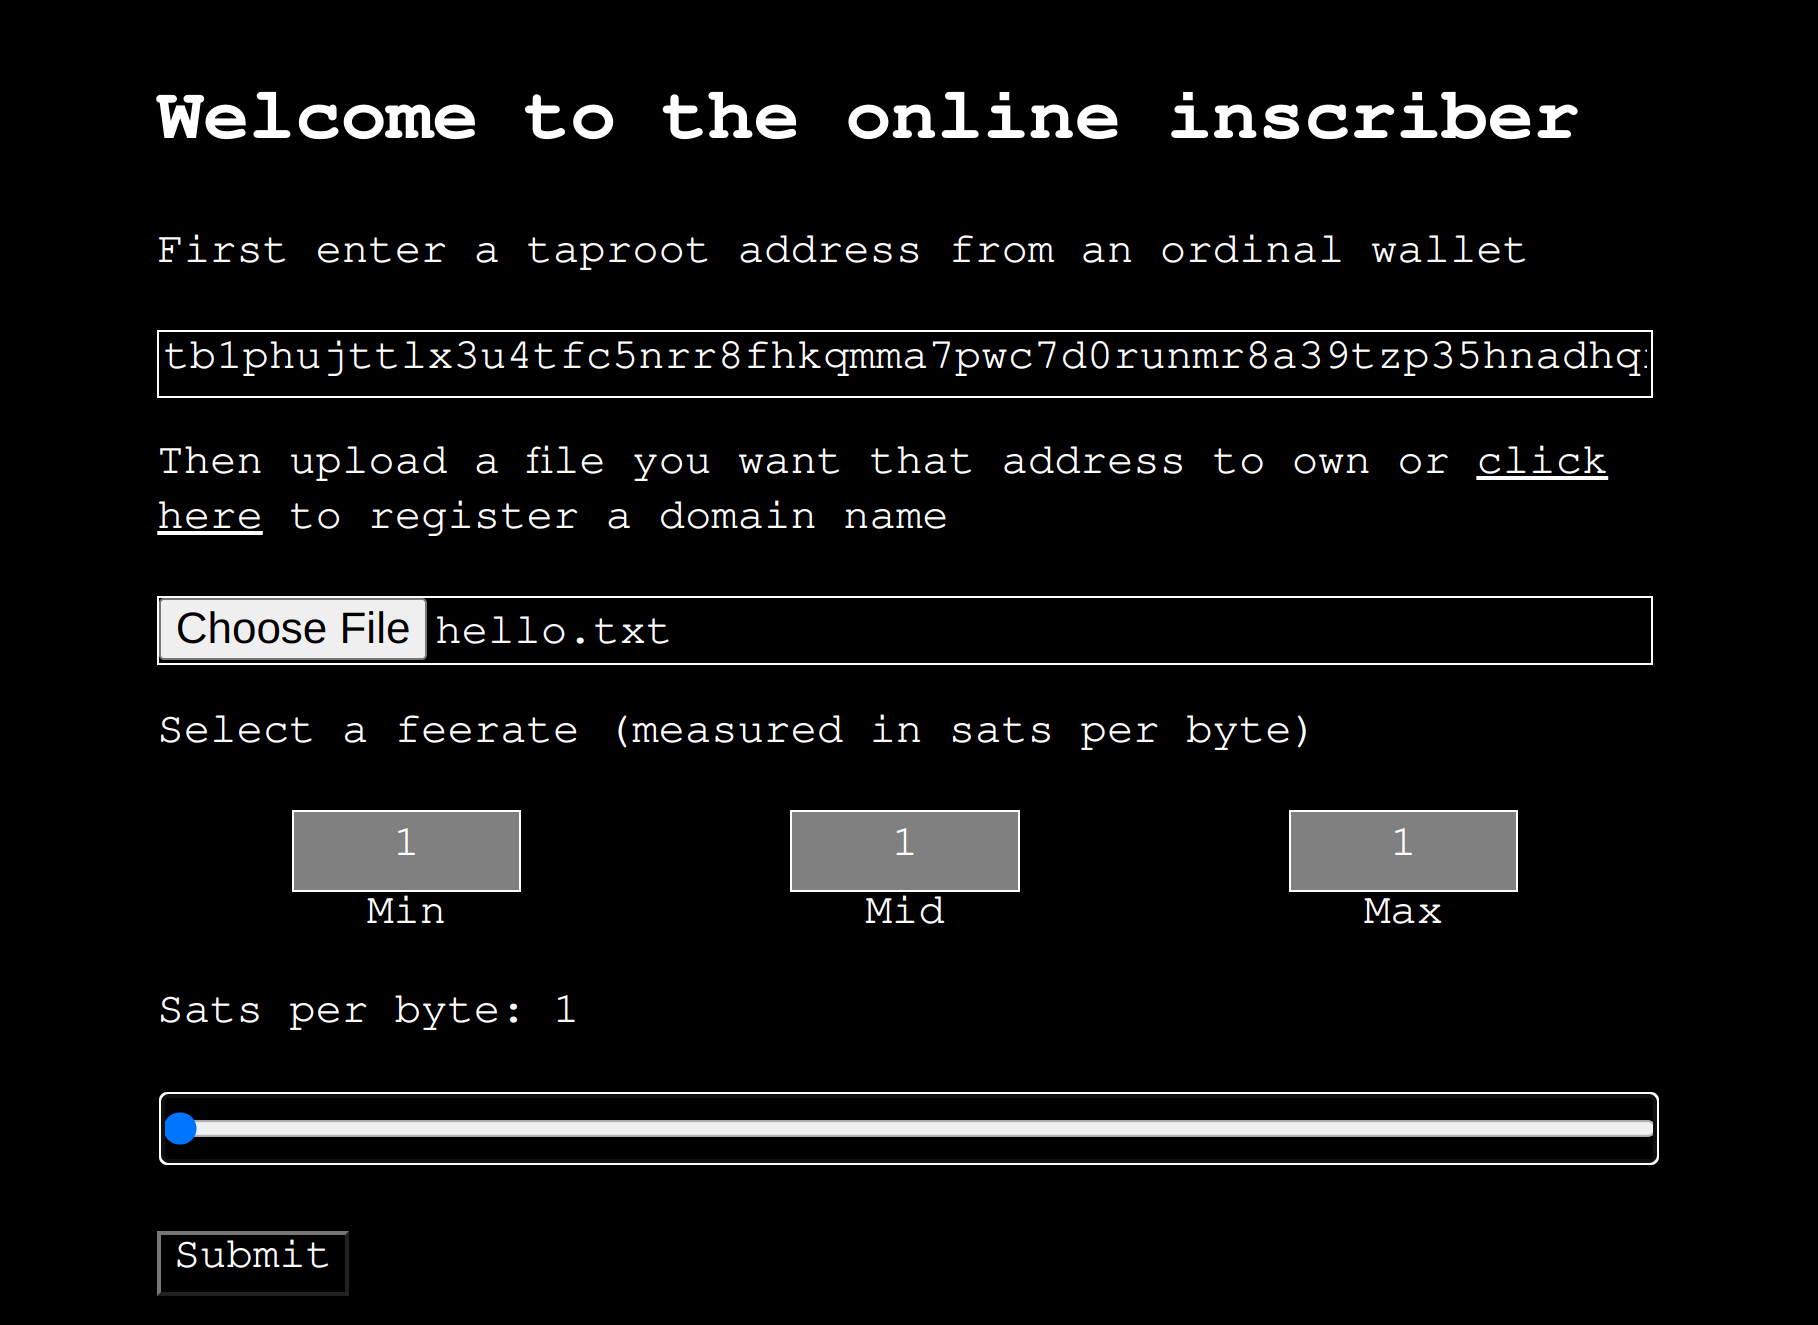 Welcome to the online inscriber
First enter a taproot address from an ordinal wallet
tb1phujttlx3u4tfc5nrr8fhkqmma7pwc7d0runmr8a39tzp35hnadhq
Then upload a file you want that address to own or click
here to register a domain name
Choose File hello.txt
Select a feerate (measured in sats per byte)
1 1 1
Min Mid Max
Sats per byte: 1
Submit